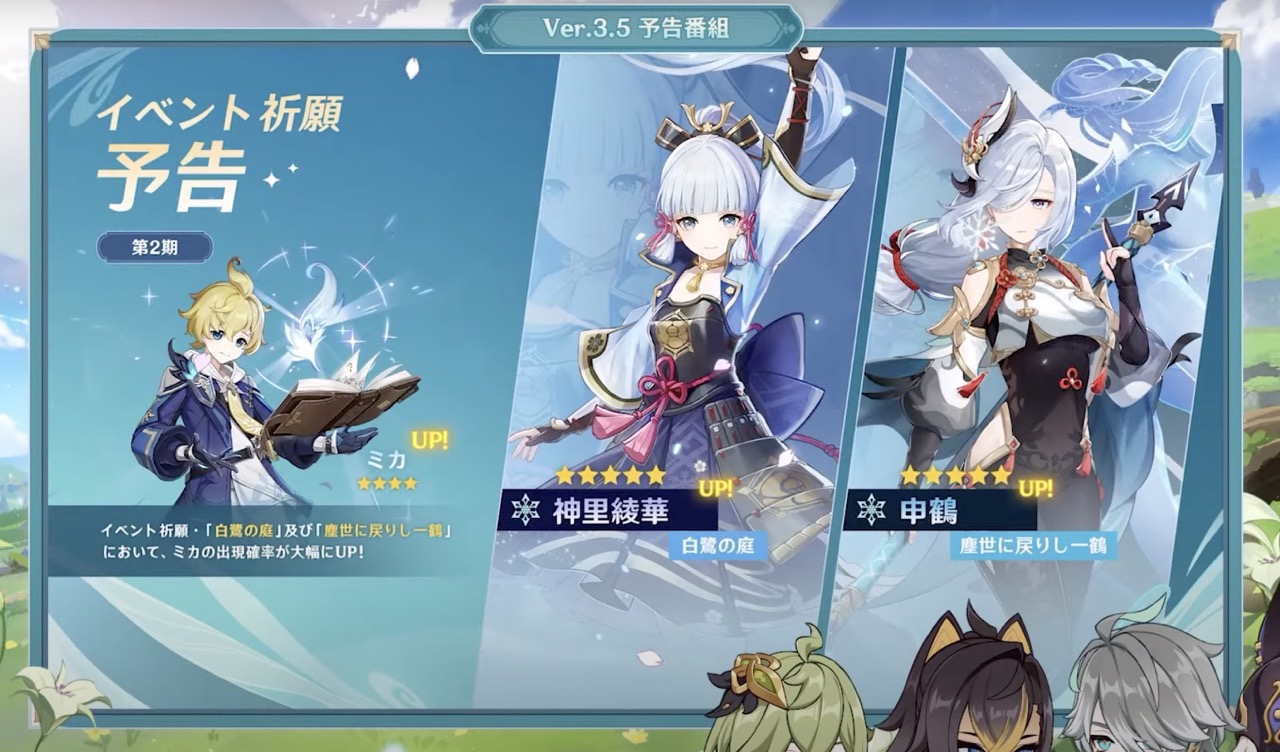 Ver.3.5 予告番組
イベント祈願
予告
第2期
UP!
ミカ
イベント祈願・「白鷺の庭」及び「塵世に戻りし一鶴」
において、ミカの出現確率が大幅にUP!
UP!
神里綾華
白鷺の庭
UP!
申鶴
塵世に戻りし一鶴